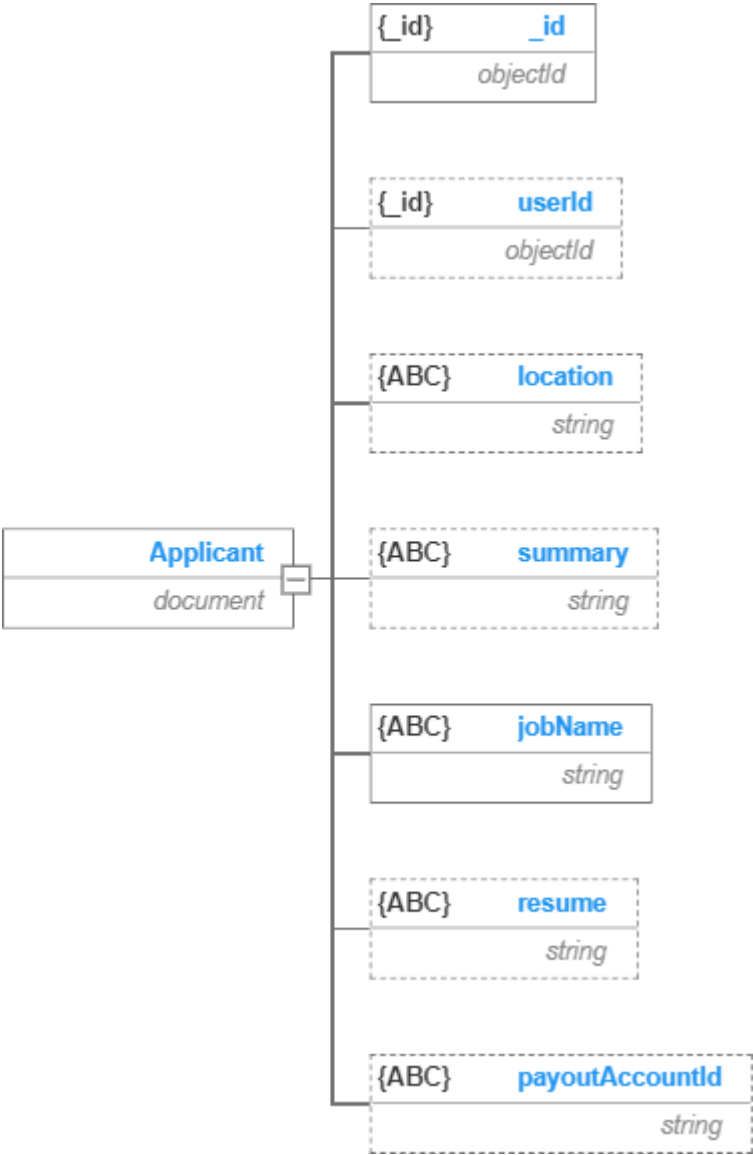 {_id} _id
objectId
{_id} userId
objectId
{ABC} location
string
Applicant
document
{ABC} summary
string
{ABC} jobName
string
{ABC} resume
string
{ABC} payoutAccountId
string